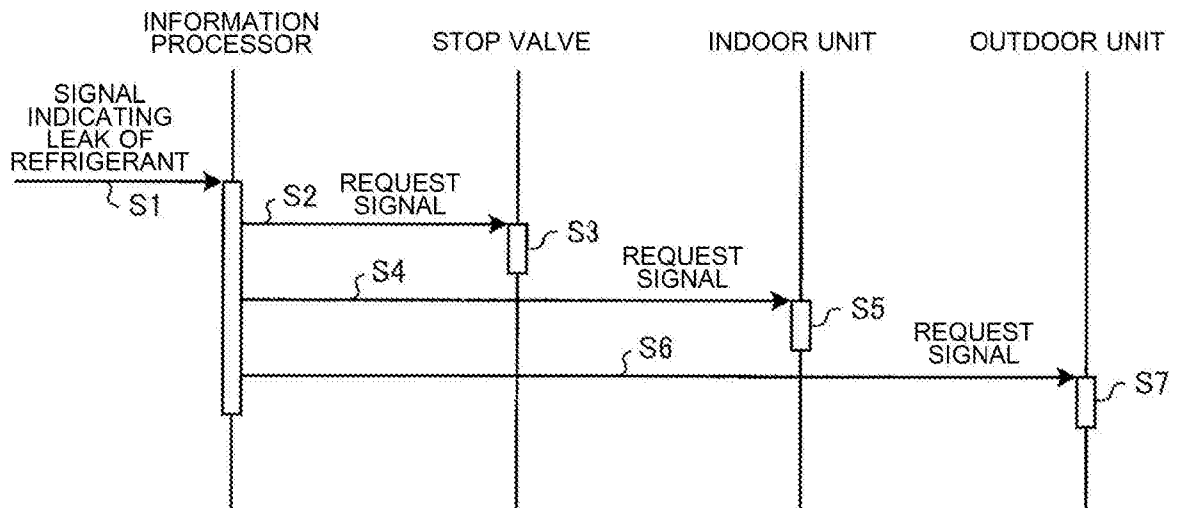 INFORMATION
PROCESSOR
STOP VALVE
INDOOR UNIT
OUTDOOR UNIT
SIGNAL
INDICATING
LEAK OF
REFRIGERANT
S1
S2
REQUEST
SIGNAL
S3
S4
REQUEST
SIGNAL
S5
S6
REQUEST
SIGNAL
S7